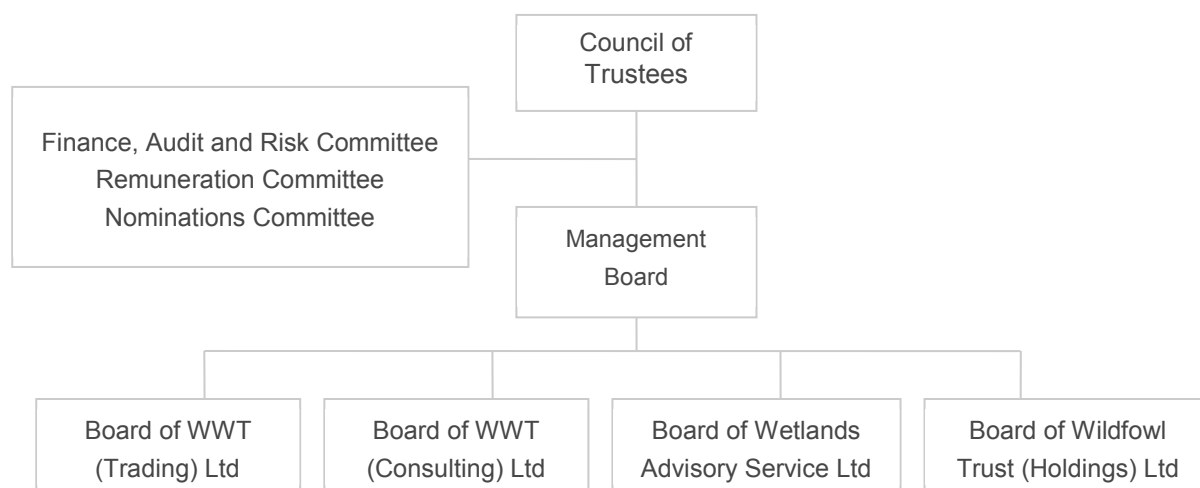 Council of
Trustees
Finance, Audit and Risk Committee
Remuneration Committee
Nominations Committee
Management
Board
Board of WWT
(Trading) Ltd
Board of WWT
(Consulting) Ltd
Board of Wetlands
Advisory Service Ltd
Board of Wildfowl
Trust (Holdings) Ltd